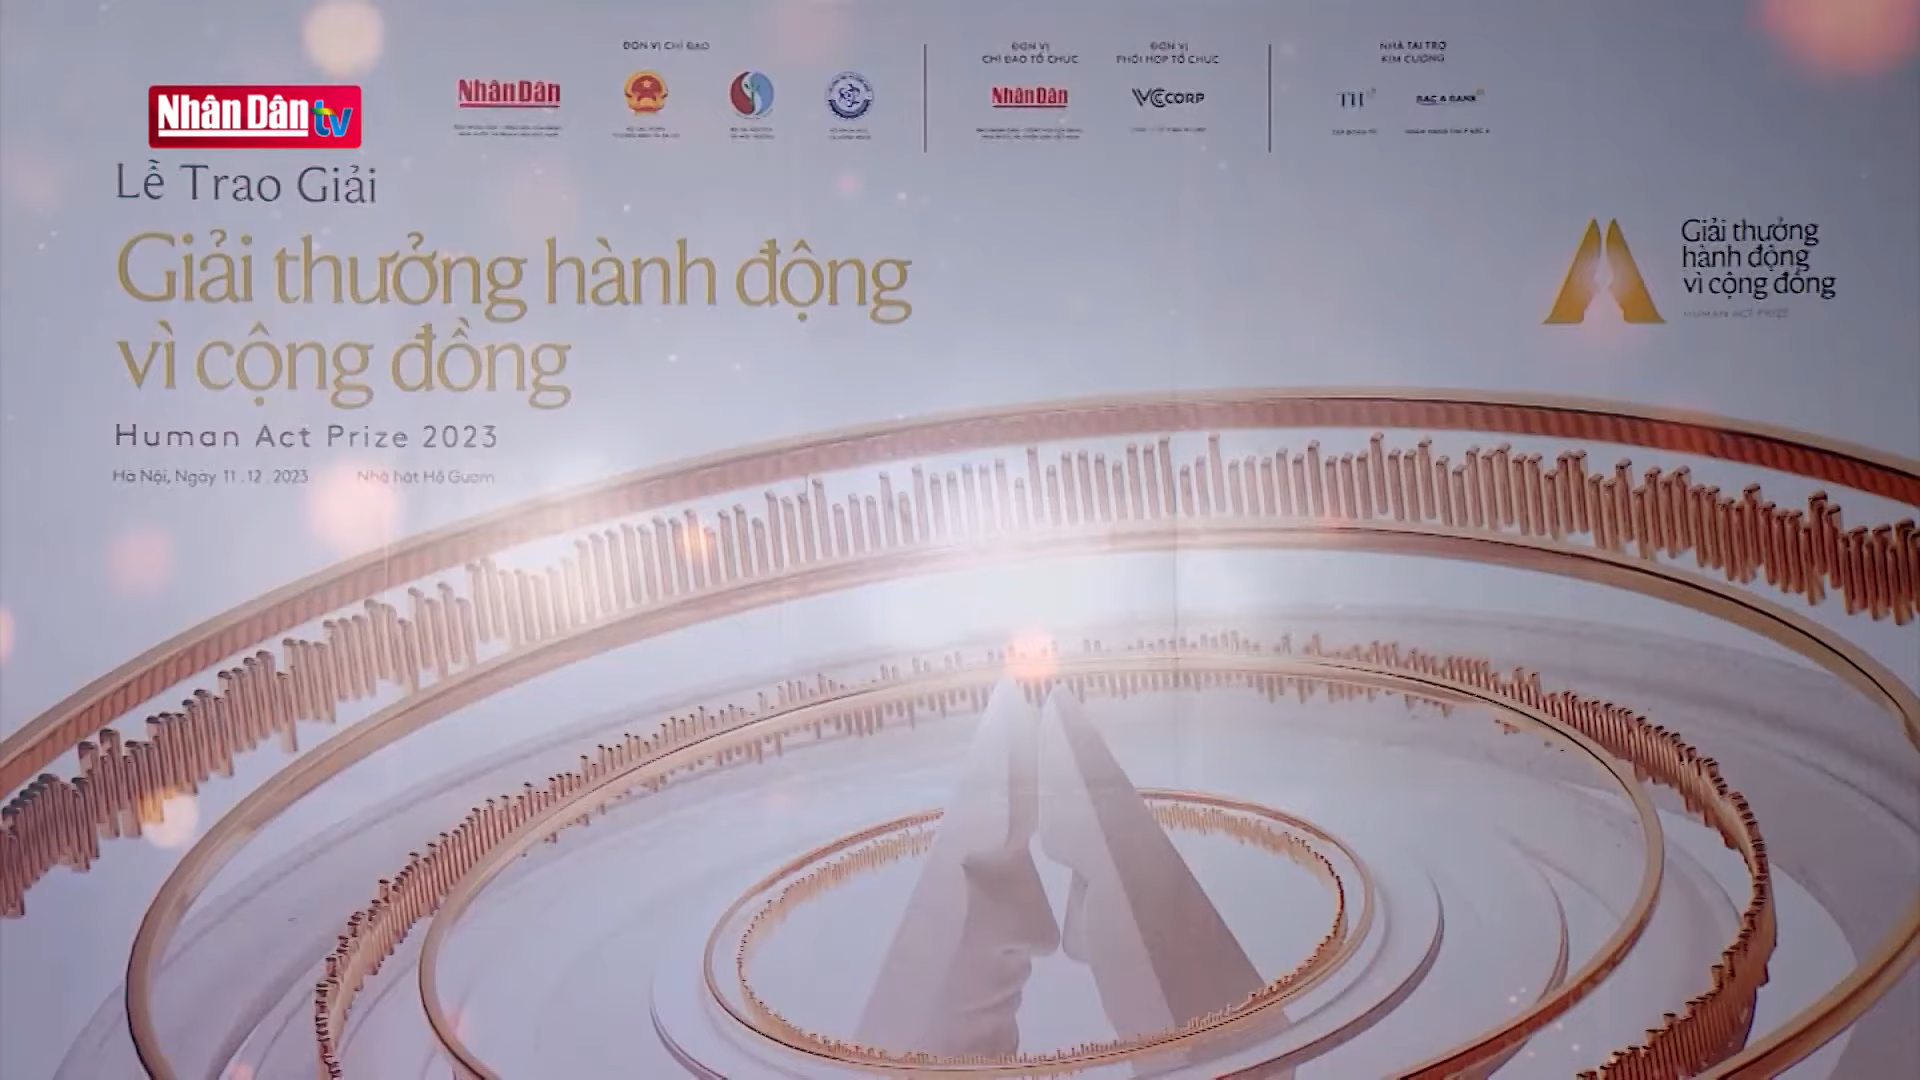 ĐƠN VỊ CHỈ ĐẠO
ĐƠN VỊ
CHỈ ĐẠO TỔ CHỨC
ĐƠN VỊ
PHỐI HỢP TỔ CHỨC
NHÀ TÀI TRỢ
KIM CƯƠNG
Nhân Dân tv
Nhân Dân
Nhân Dân
VCCORP
TH
BAC A BANK
Lễ Trao Giải
Giải thưởng hành động
vì cộng đồng
Human Act Prize 2023
Hà Nội, Ngày 11 . 12 . 2023
Nhà hát Hồ Gươm
Giải thưởng
hành động
vì cộng đồng
HUMAN ACT PRIZE